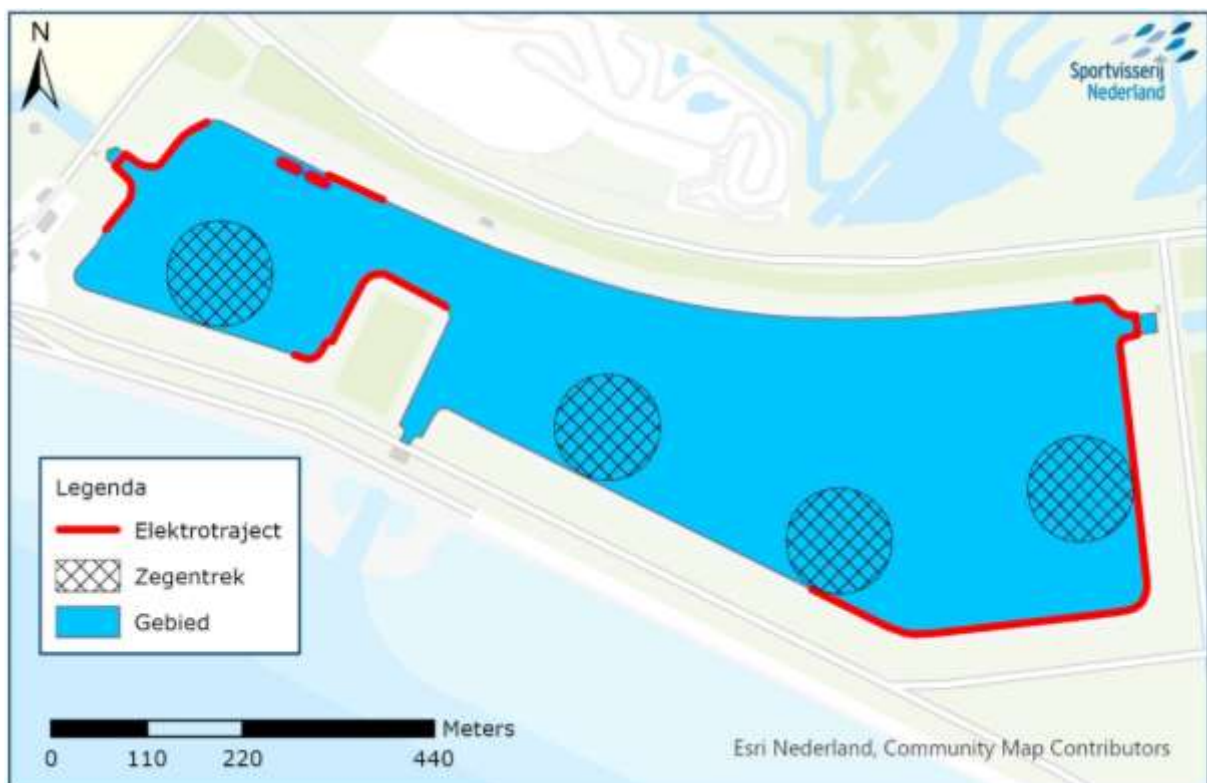 N
Sportvisserij
Nederland
Legenda
Elektrotraject
Zegentrek
Gebied
Meters
0 110 220 440
Esri Nederland, Community Map Contributors